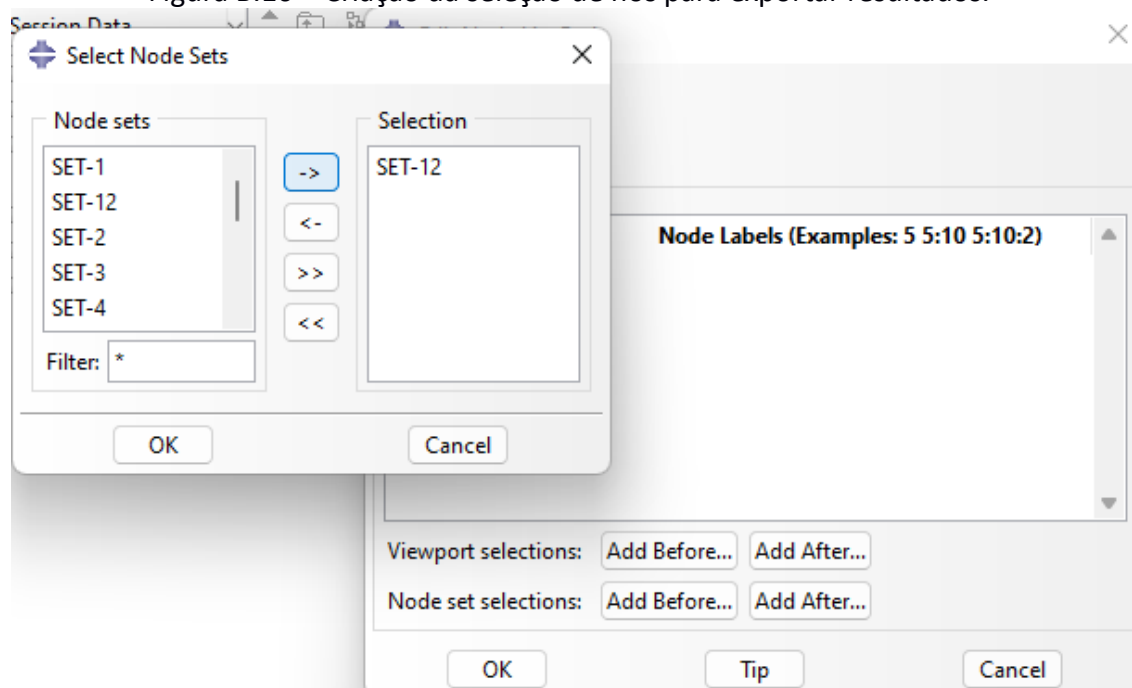 Session Data
Select Node Sets
Node sets
Selection
SET-1
SET-12
SET-2
SET-3
SET-4
Filter: *
->
<-
>>
<<
SET-12
OK
Cancel
Node Labels (Examples: 5 5:10 5:10:2)
Viewport selections: Add Before... Add After...
Node set selections: Add Before... Add After...
OK
Tip
Cancel